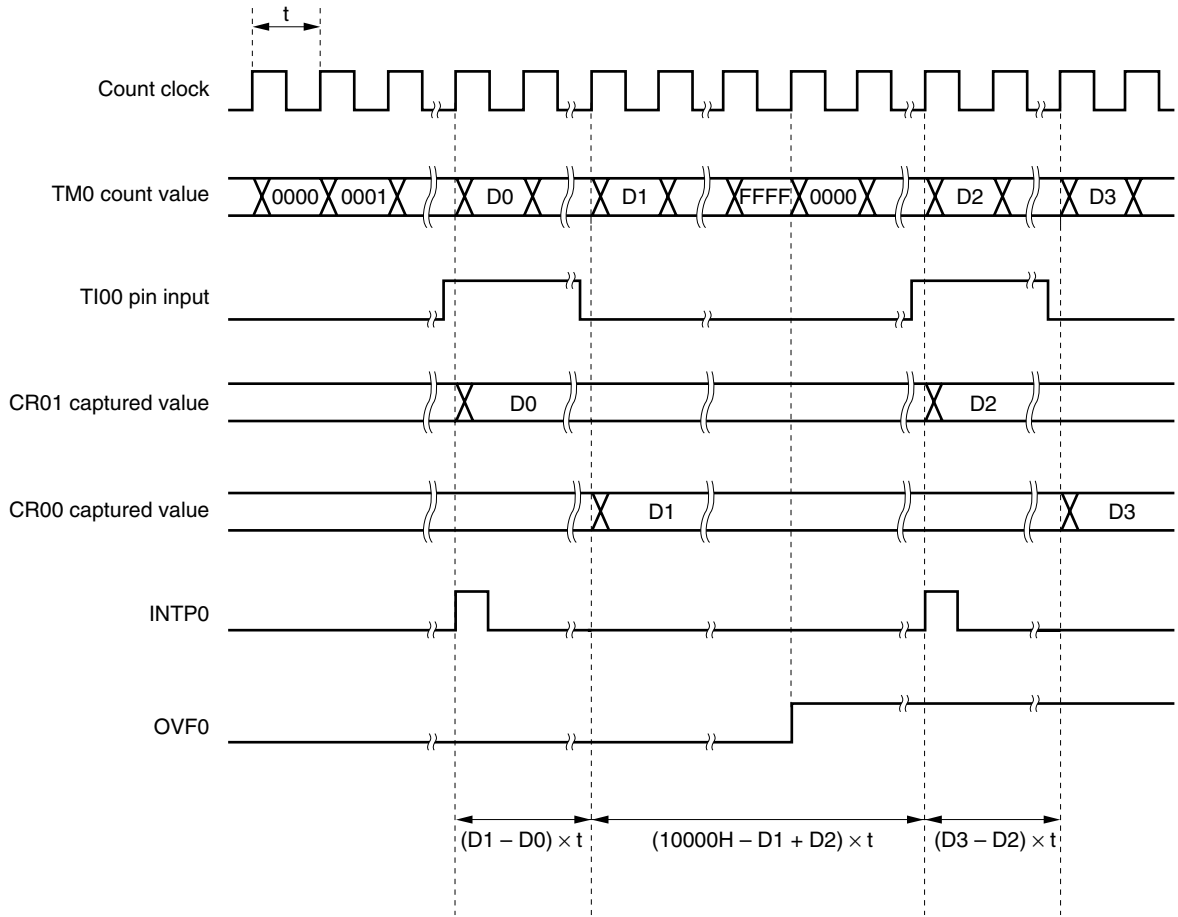 t
Count clock
TM0 count value 0000 0001 D0 D1 FFFF 0000 D2 D3
TI00 pin input
CR01 captured value D0 D2
CR00 captured value D1 D3
INTP0
OVF0
(D1 – D0) × t (10000H – D1 + D2) × t (D3 – D2) × t